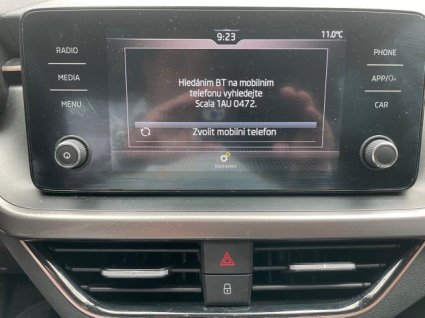 9:23
11.0°C
RADIO
MEDIA
MENU
PHONE
APP/
CAR
Hledáním BT na mobilním
telefonu vyhledejte
Scala 1AU 0472.
Zvolit mobilní telefon
Nastavení